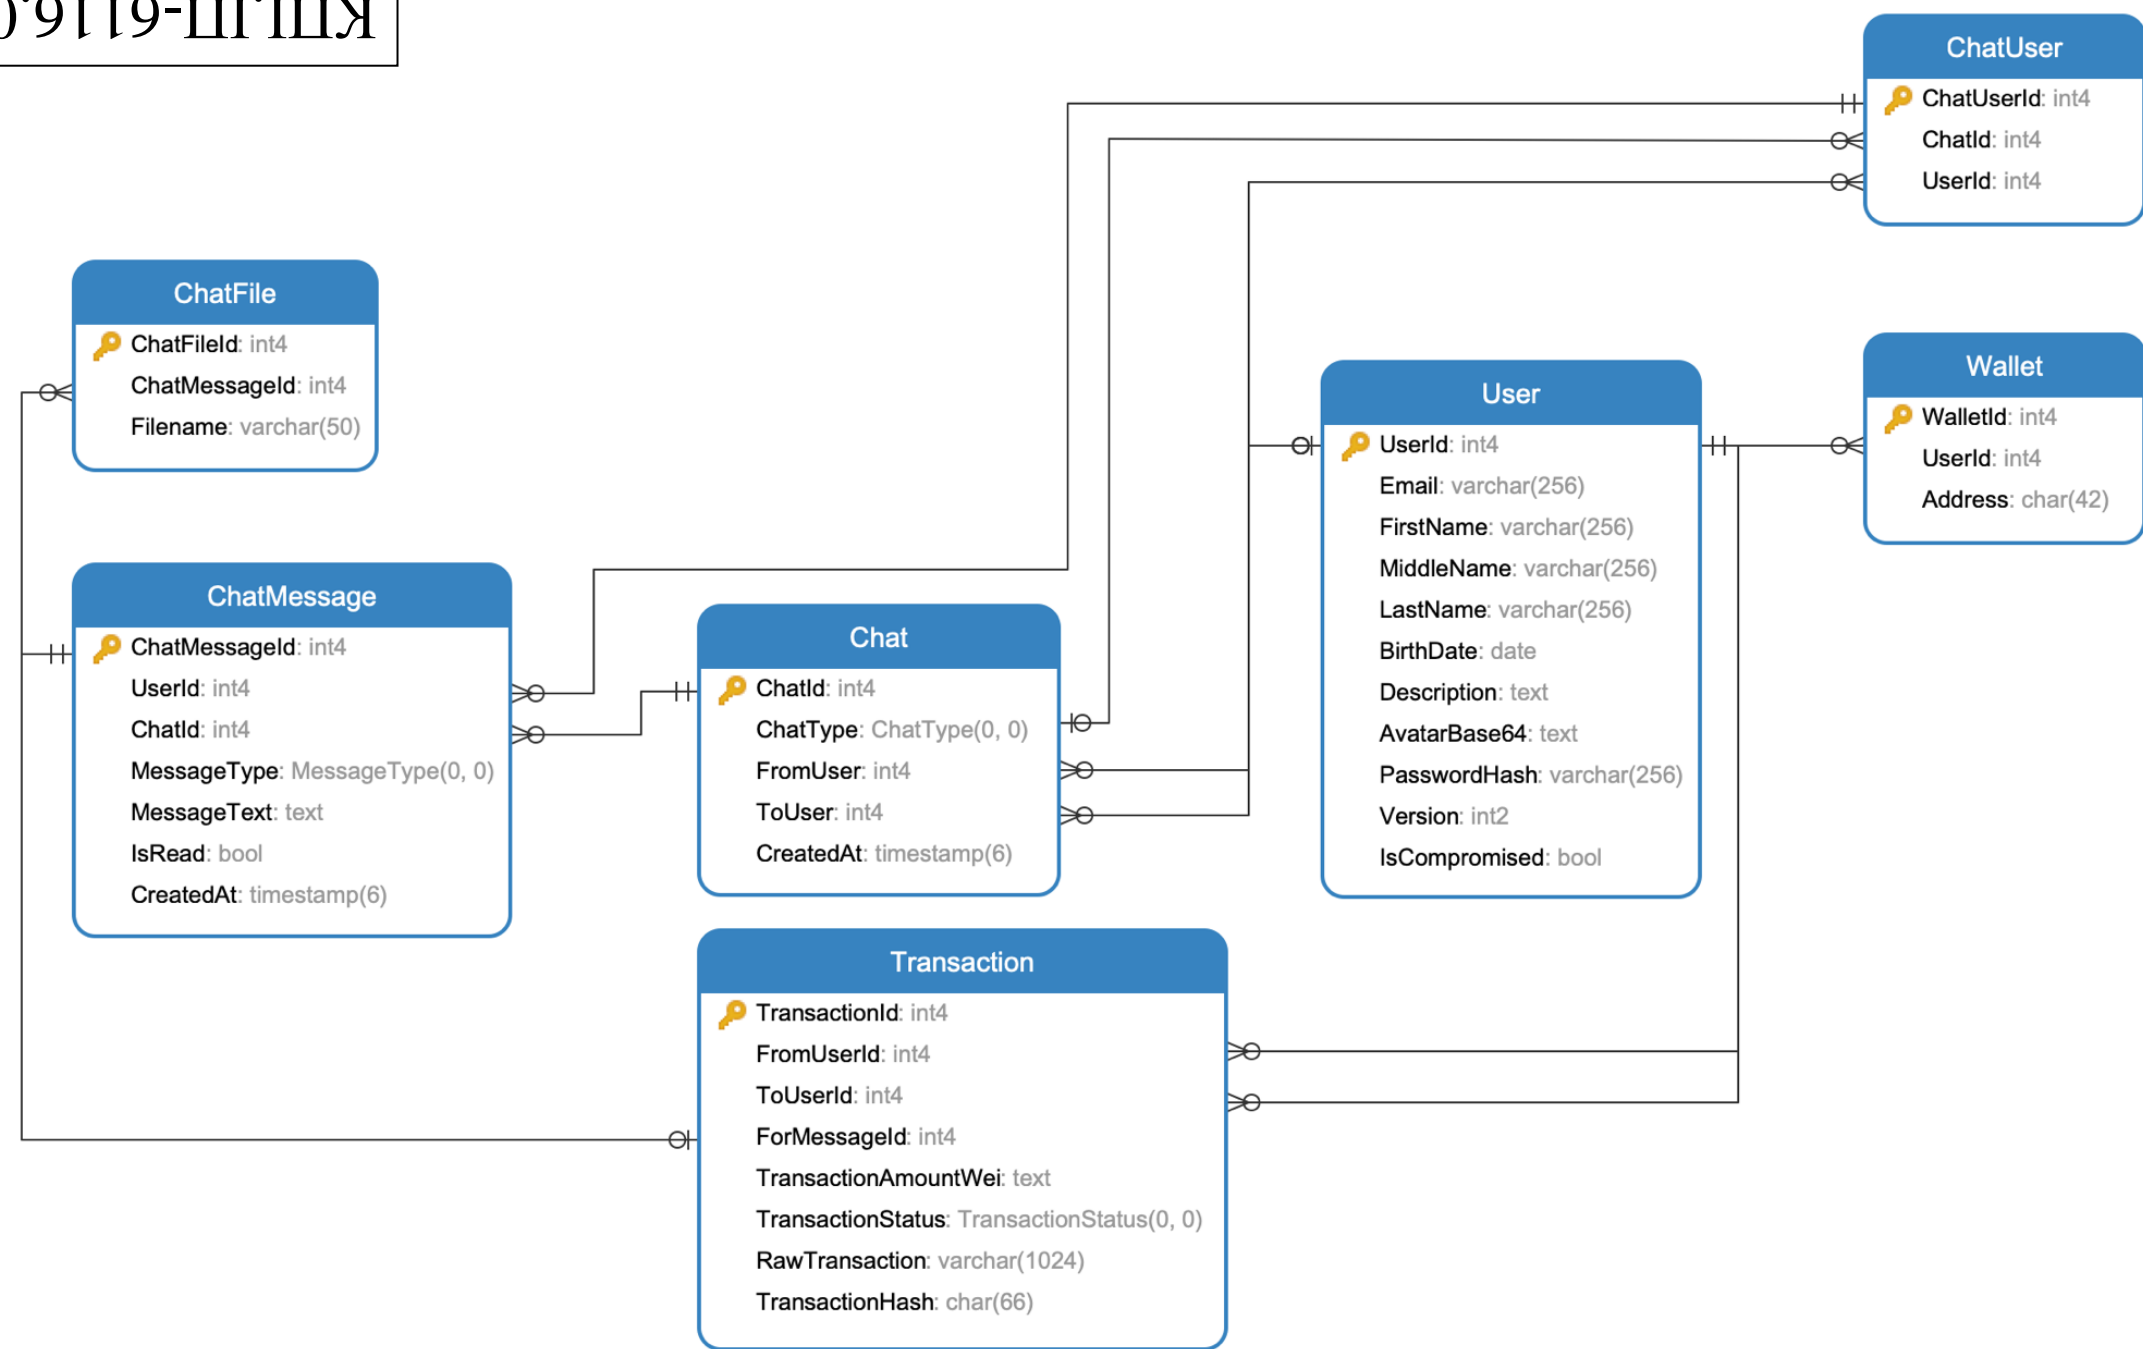 КПІ.ІП-6116.0
ChatUser
ChatUserId: int4
ChatId: int4
UserId: int4
ChatFile
ChatFileId: int4
ChatMessageId: int4
Filename: varchar(50)
Wallet
WalletId: int4
UserId: int4
Address: char(42)
User
UserId: int4
Email: varchar(256)
FirstName: varchar(256)
MiddleName: varchar(256)
LastName: varchar(256)
BirthDate: date
Description: text
AvatarBase64: text
PasswordHash: varchar(256)
Version: int2
IsCompromised: bool
ChatMessage
ChatMessageId: int4
UserId: int4
ChatId: int4
MessageType: MessageType(0, 0)
MessageText: text
IsRead: bool
CreatedAt: timestamp(6)
Chat
ChatId: int4
ChatType: ChatType(0, 0)
FromUser: int4
ToUser: int4
CreatedAt: timestamp(6)
Transaction
TransactionId: int4
FromUserId: int4
ToUserId: int4
ForMessageId: int4
TransactionAmountWei: text
TransactionStatus: TransactionStatus(0, 0)
RawTransaction: varchar(1024)
TransactionHash: char(66)